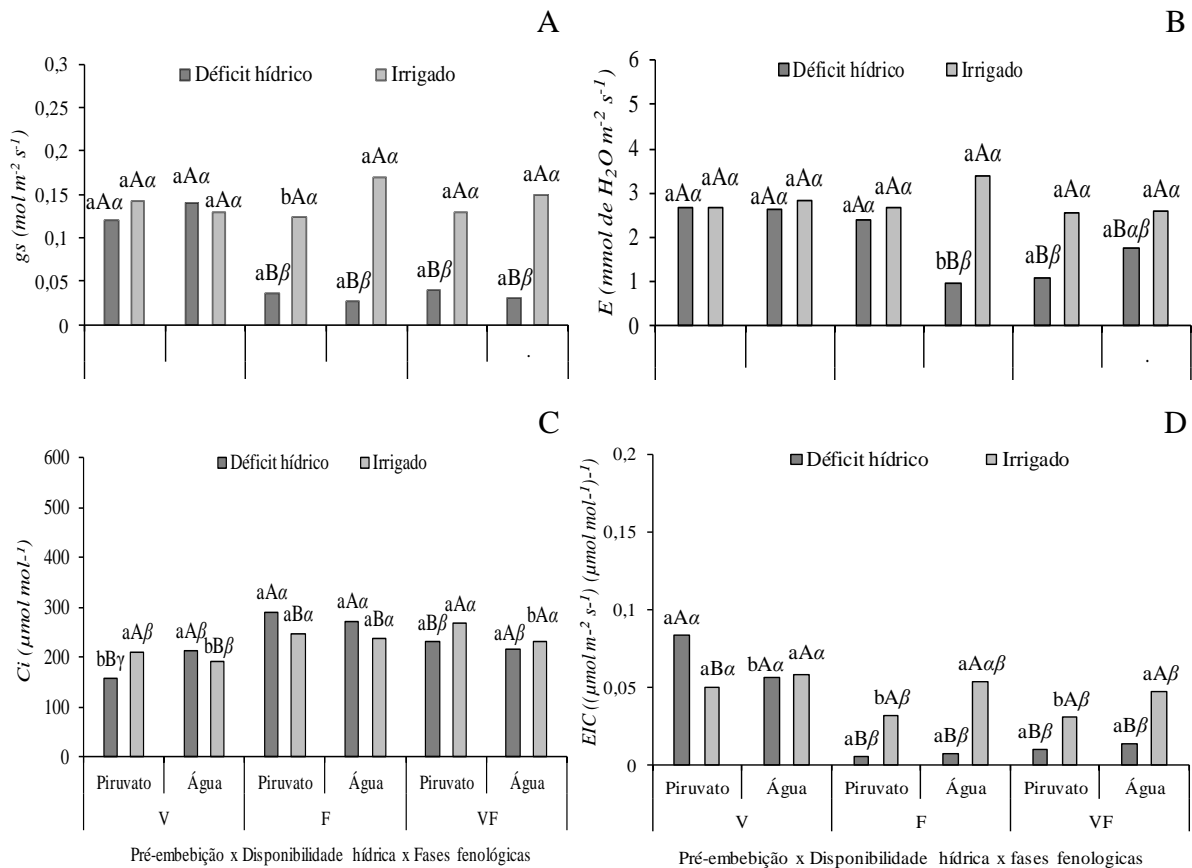 A
Déficit hídrico Irrigado
gs (mol m-2 s-1)
0,3
0,25
0,2
0,15
0,1
0,05
0
aAα aAα aAα aAα aBβ bAα aBβ aAα aBβ aAα aBβ aAα
.
B
Déficit hídrico Irrigado
E (mmol de H2O m-2 s-1)
6
5
4
3
2
1
0
aAα aAα aAα aAα aAα aAα bBβ aAα aBβ aAα aBαβ aAα
.
C
Déficit hídrico Irrigado
Ci (μmol mol-1)
600
500
400
300
200
100
0
bBγ aAβ aAβ bBβ aAα aBα aAα aBα aBβ aAα aAβ bAα
Piruvato Água Piruvato Água Piruvato Água
V F VF
Pré-embebição x Disponibilidade hídrica x Fases fenológicas
D
Déficit hídrico Irrigado
EIC ((μmol m-2 s-1) (μmol mol-1)-1)
0,2
0,15
0,1
0,05
0
aAα aBα bAα aAα aBβ bAβ aBβ aAαβ aBβ bAβ aBβ aAβ
Piruvato Água Piruvato Água Piruvato Água
V F VF
Pré-embebição x Disponibilidade hídrica x fases fenológicas